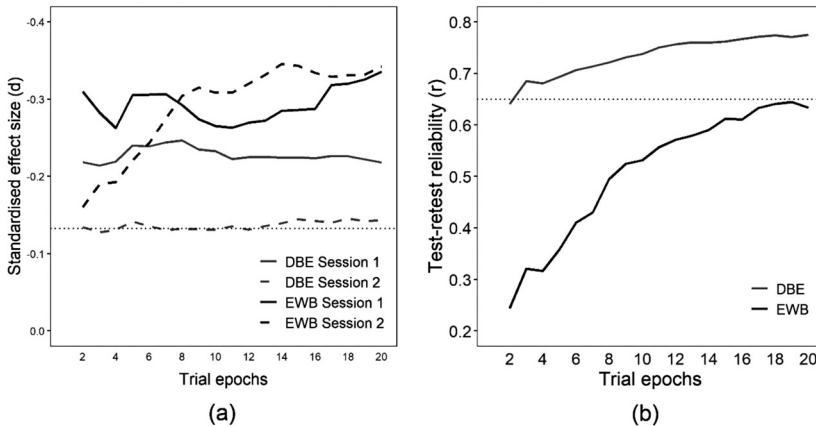 -0.4
-0.3
-0.2
-0.1
0.0
Standardised effect size (d)
DBE Session 1
DBE Session 2
EWB Session 1
EWB Session 2
2 4 6 8 10 12 14 16 18 20
Trial epochs
(a)
0.8
0.7
0.6
0.5
0.4
0.3
0.2
Test-retest reliability (r)
DBE
EWB
2 4 6 8 10 12 14 16 18 20
Trial epochs
(b)